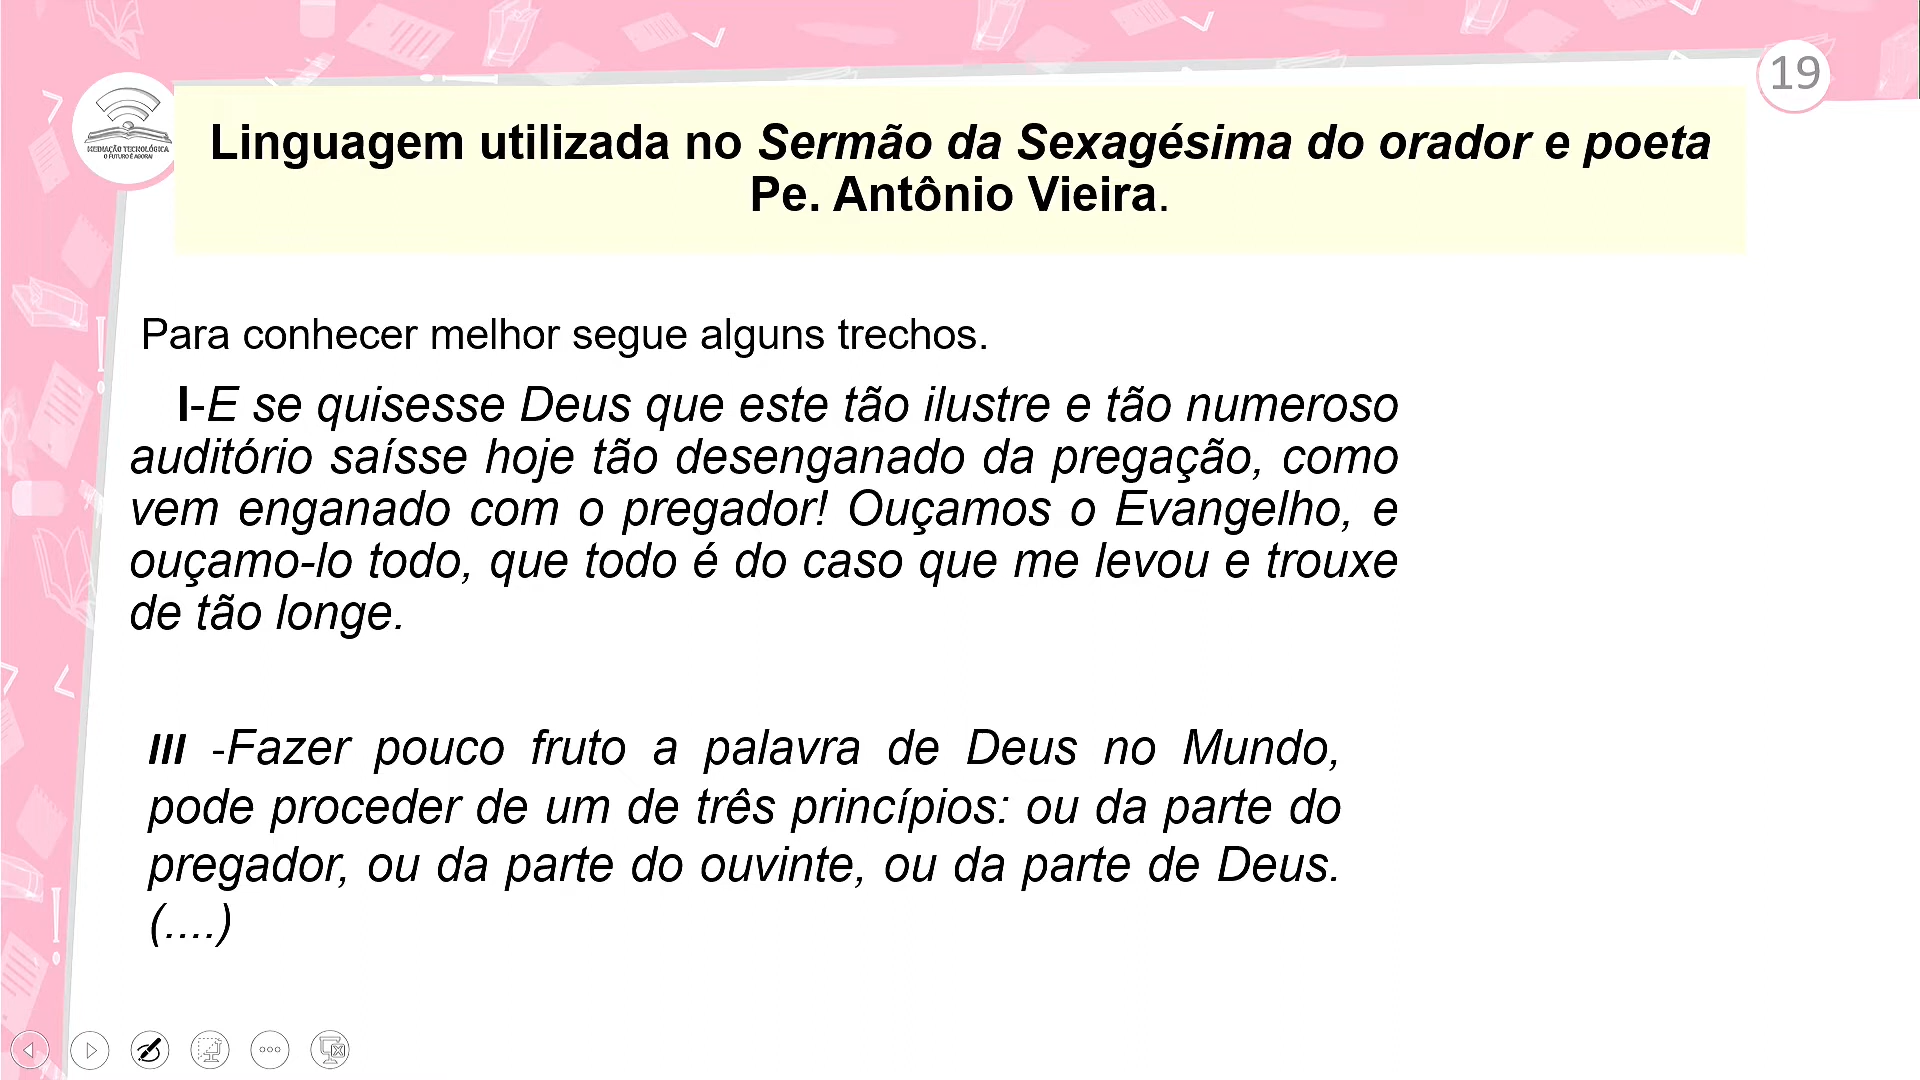 19
MEDIAÇÃO TECNOLÓGICA
O FUTURO É AGORA!
Linguagem utilizada no Sermão da Sexagésima do orador e poeta
Pe. Antônio Vieira.
Para conhecer melhor segue alguns trechos.
I-E se quisesse Deus que este tão ilustre e tão numeroso
auditório saísse hoje tão desenganado da pregação, como
vem enganado com o pregador! Ouçamos o Evangelho, e
ouçamo-lo todo, que todo é do caso que me levou e trouxe
de tão longe.
III -Fazer pouco fruto a palavra de Deus no Mundo,
pode proceder de um de três princípios: ou da parte do
pregador, ou da parte do ouvinte, ou da parte de Deus.
(....)